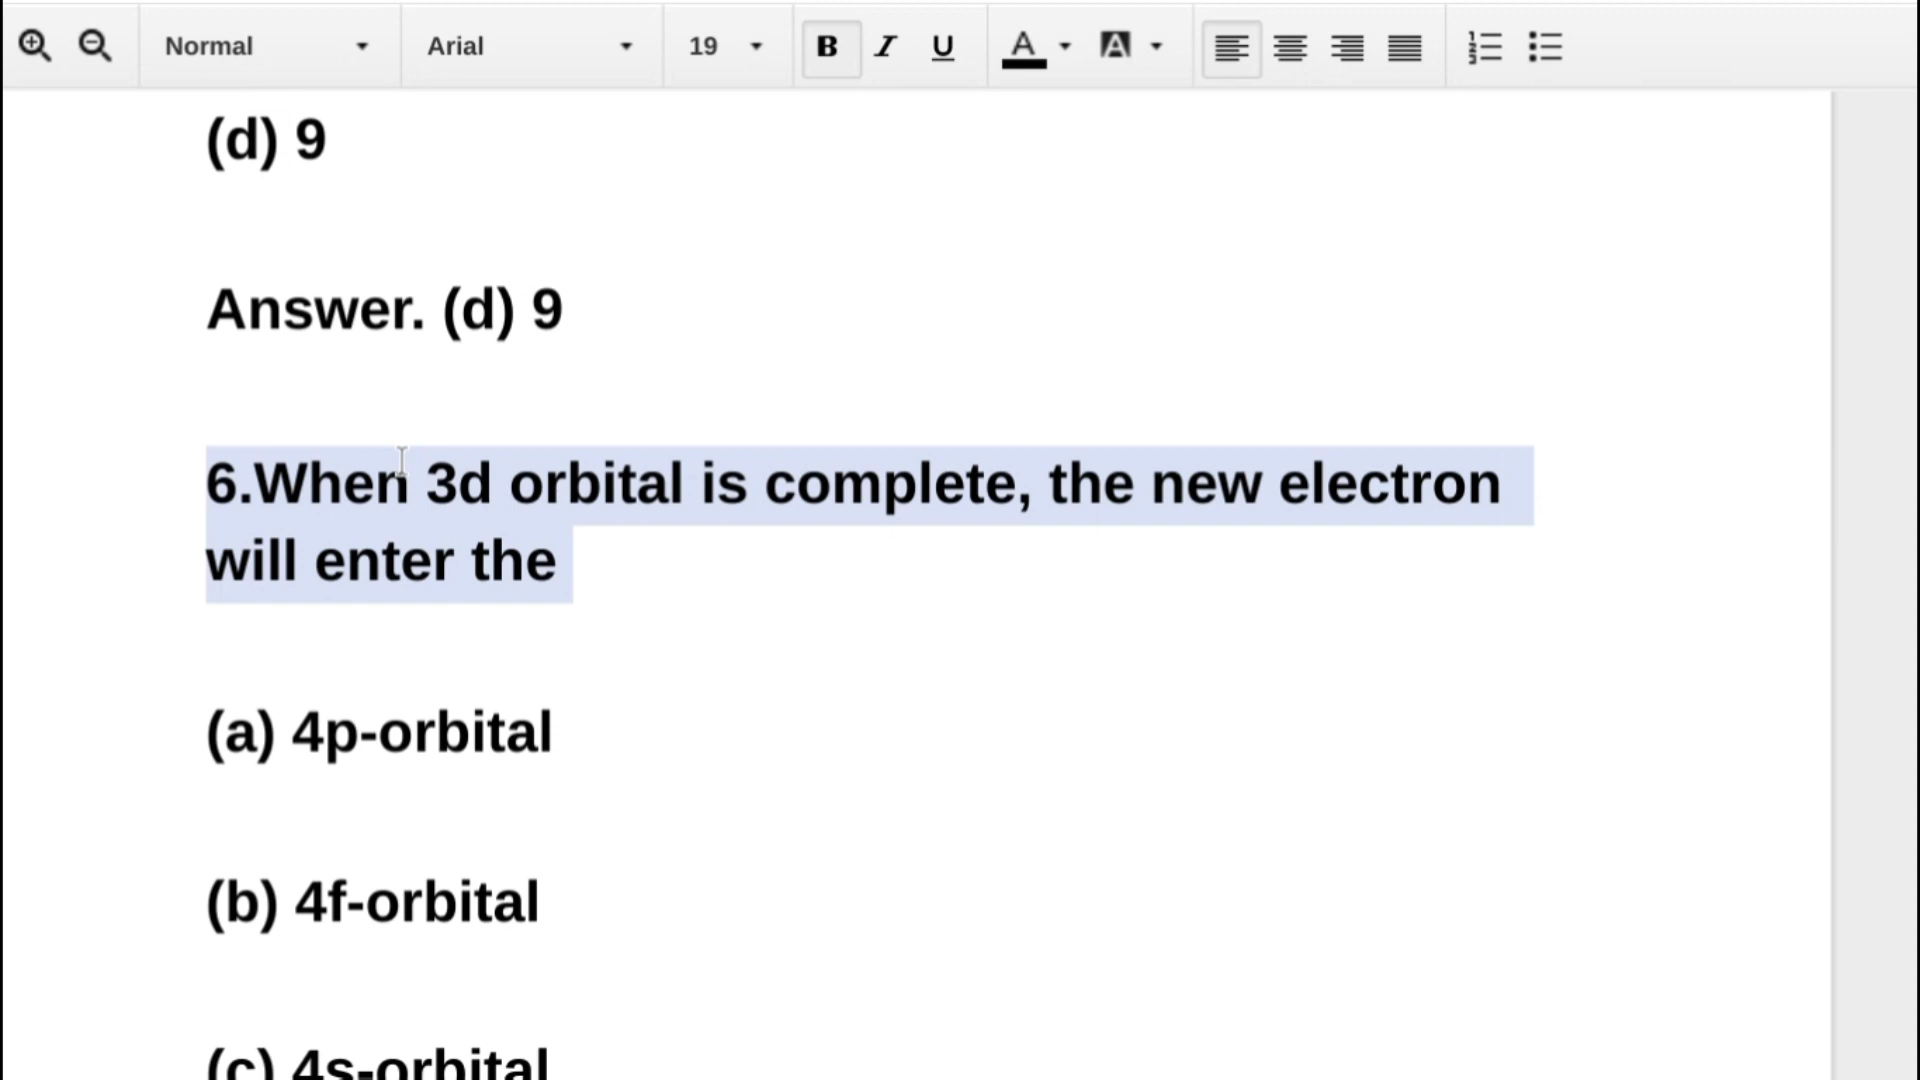 Normal Arial 19 B I U A A
(d) 9
Answer. (d) 9
6.When 3d orbital is complete, the new electron
will enter the
(a) 4p-orbital
(b) 4f-orbital
(c) 4s-orbital